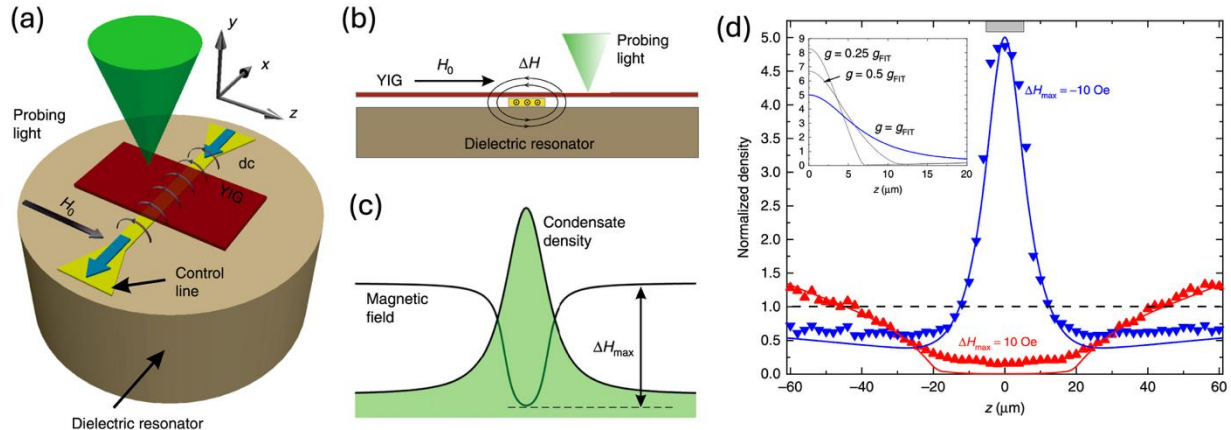 (a)
Probing
light
y
x
z
dc
YIG
H0
Control
line
Dielectric resonator
(b)
Probing
light
YIG
H0
ΔH
Dielectric resonator
(c)
Condensate
density
Magnetic
field
ΔHmax
(d)
Normalized density
5.0
4.5
4.0
3.5
3.0
2.5
2.0
1.5
1.0
0.5
0.0
-60
-40
-20
0
20
40
60
z (μm)
ΔHmax = −10 Oe
ΔHmax = 10 Oe
9
8
7
6
5
4
3
2
1
0
g = 0.25 gFIT
g = 0.5 gFIT
g = gFIT
0
5
10
15
20
z (μm)